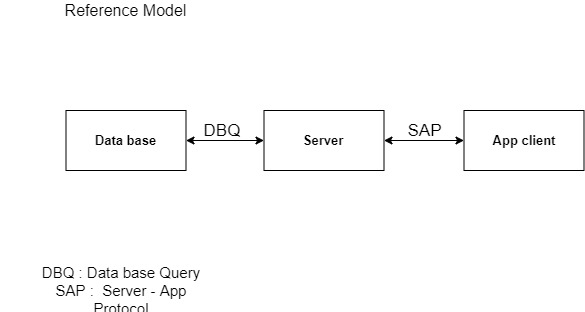 Reference Model
DBQ
SAP
Data base
Server
App client
DBQ : Data base Query
SAP : Server - App
Protocol